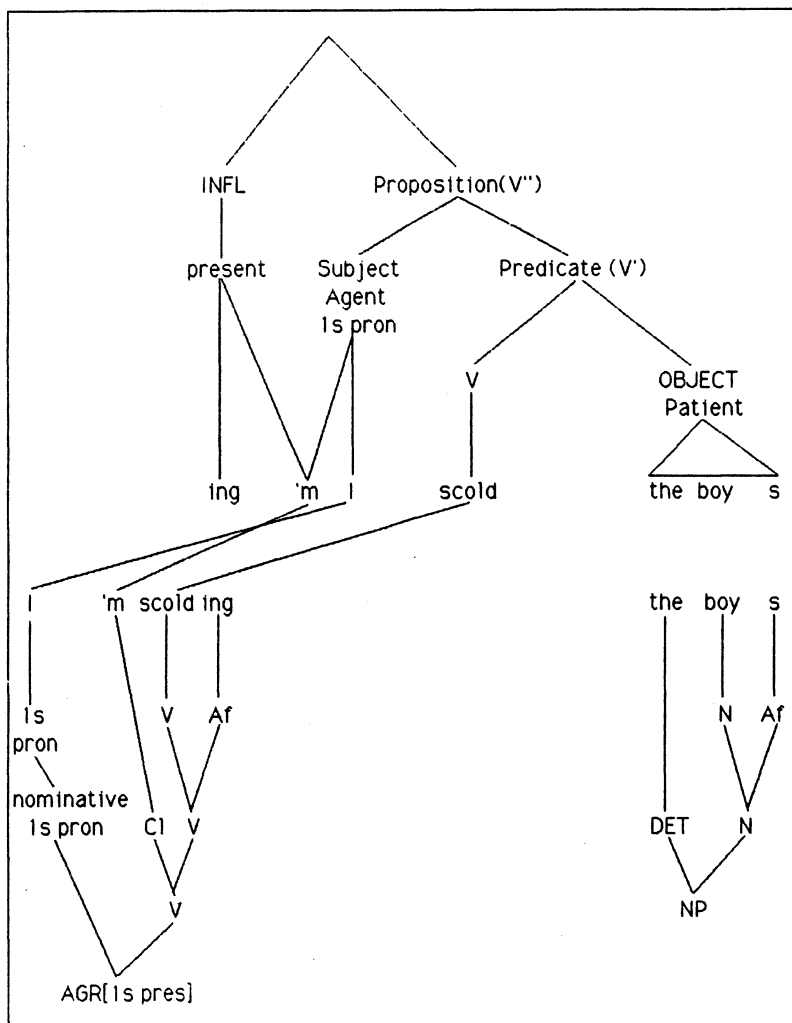 INFL Proposition(V")
present Subject Predicate (V')
Agent
1s pron
V OBJECT
Patient
ing 'm I scold the boy s
I 'm scold ing the boy s
1s V Af N Af
pron
nominative
1s pron Cl V DET N
V NP
AGR[1s pres]